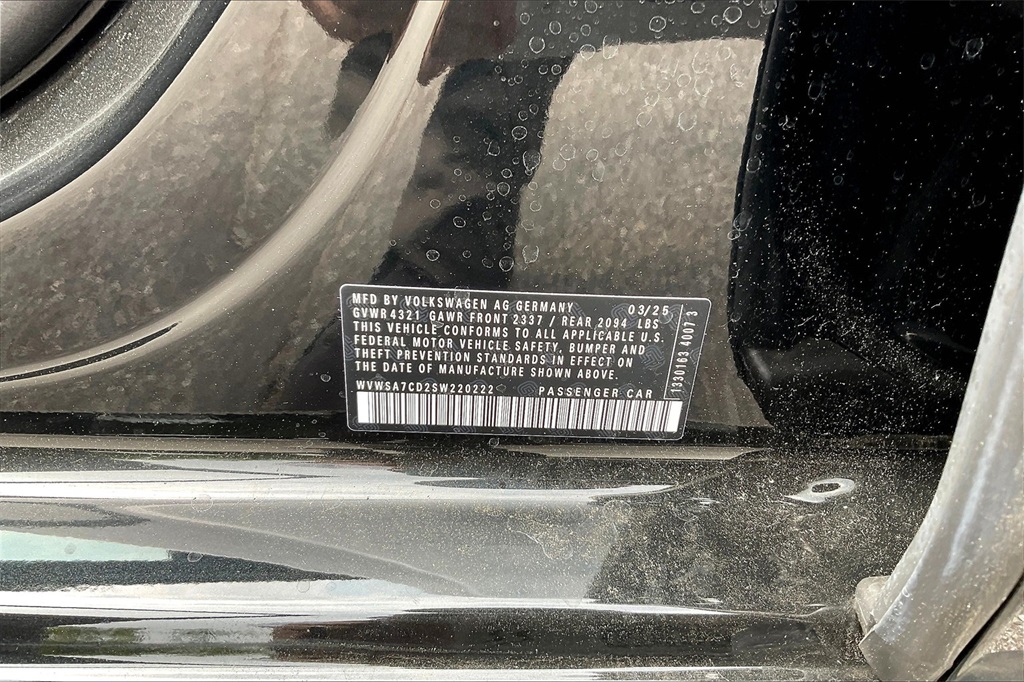 MFD BY VOLKSWAGEN AG GERMANY 03/25
GVWR 4321 GAWR FRONT 2337 / REAR 2094 LBS
THIS VEHICLE CONFORMS TO ALL APPLICABLE U.S.
FEDERAL MOTOR VEHICLE SAFETY, BUMPER AND
THEFT PREVENTION STANDARDS IN EFFECT ON
THE DATE OF MANUFACTURE SHOWN ABOVE.
WVWSA7CD2SW220222 PASSENGER CAR
1330163 4007 3